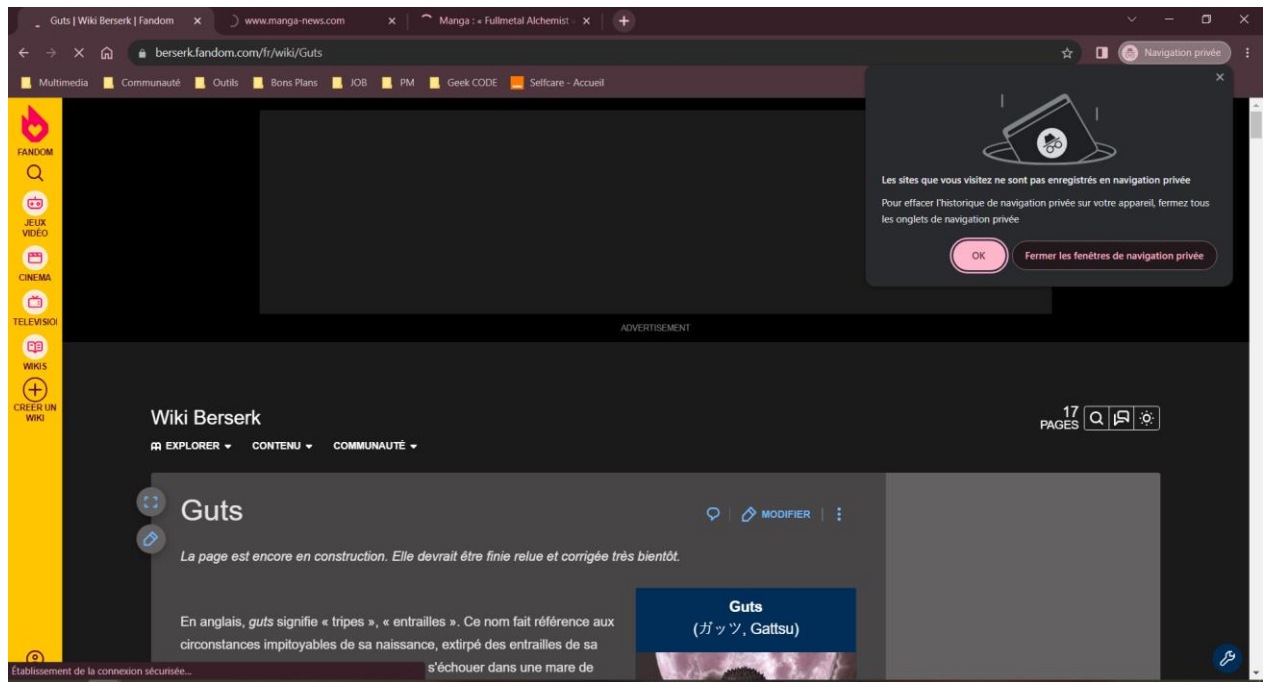 Guts | Wiki Berserk | Fandom
www.manga-news.com
Manga : « Fullmetal Alchemist
berserk.fandom.com/fr/wiki/Guts
Navigation privée
Multimedia
Communauté
Outils
Bons Plans
JOB
PM
Geek CODE
Selfcare - Accueil
Les sites que vous visitez ne sont pas enregistrés en navigation privée
Pour effacer l'historique de navigation privée sur votre appareil, fermez tous
les onglets de navigation privée
OK
Fermer les fenêtres de navigation privée
FANDOM
JEUX
VIDÉO
CINEMA
TELEVISIO
WIKIS
CRÉER UN
WIKI
ADVERTISEMENT
Wiki Berserk
17
PAGES
EXPLORER
CONTENU
COMMUNAUTÉ
Guts
MODIFIER
La page est encore en construction. Elle devrait être finie relue et corrigée très bientôt.
En anglais, guts signifie « tripes », « entrailles ». Ce nom fait référence aux
circonstances impitoyables de sa naissance, extirpé des entrailles de sa
s'échouer dans une mare de
Guts
(ガッツ, Gattsu)
Établissement de la connexion sécurisée...